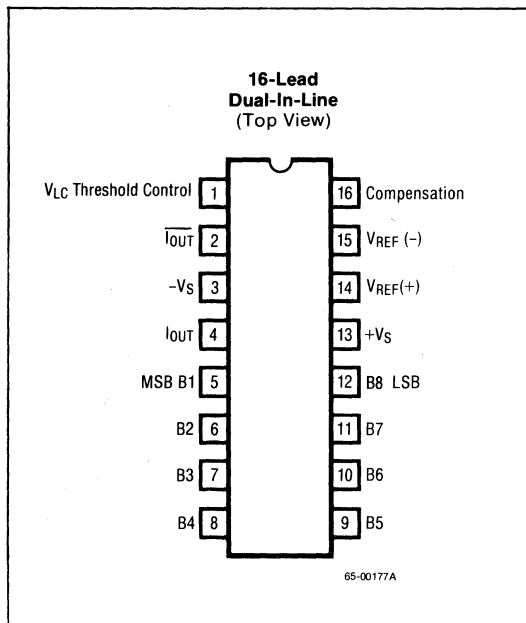 16-Lead
Dual-In-Line
(Top View)
VLC Threshold Control 1 16 Compensation
IOUT 2 15 VREF (-)
-VS 3 14 VREF(+)
IOUT 4 13 +VS
MSB B1 5 12 B8 LSB
B2 6 11 B7
B3 7 10 B6
B4 8 9 B5
65-00177A